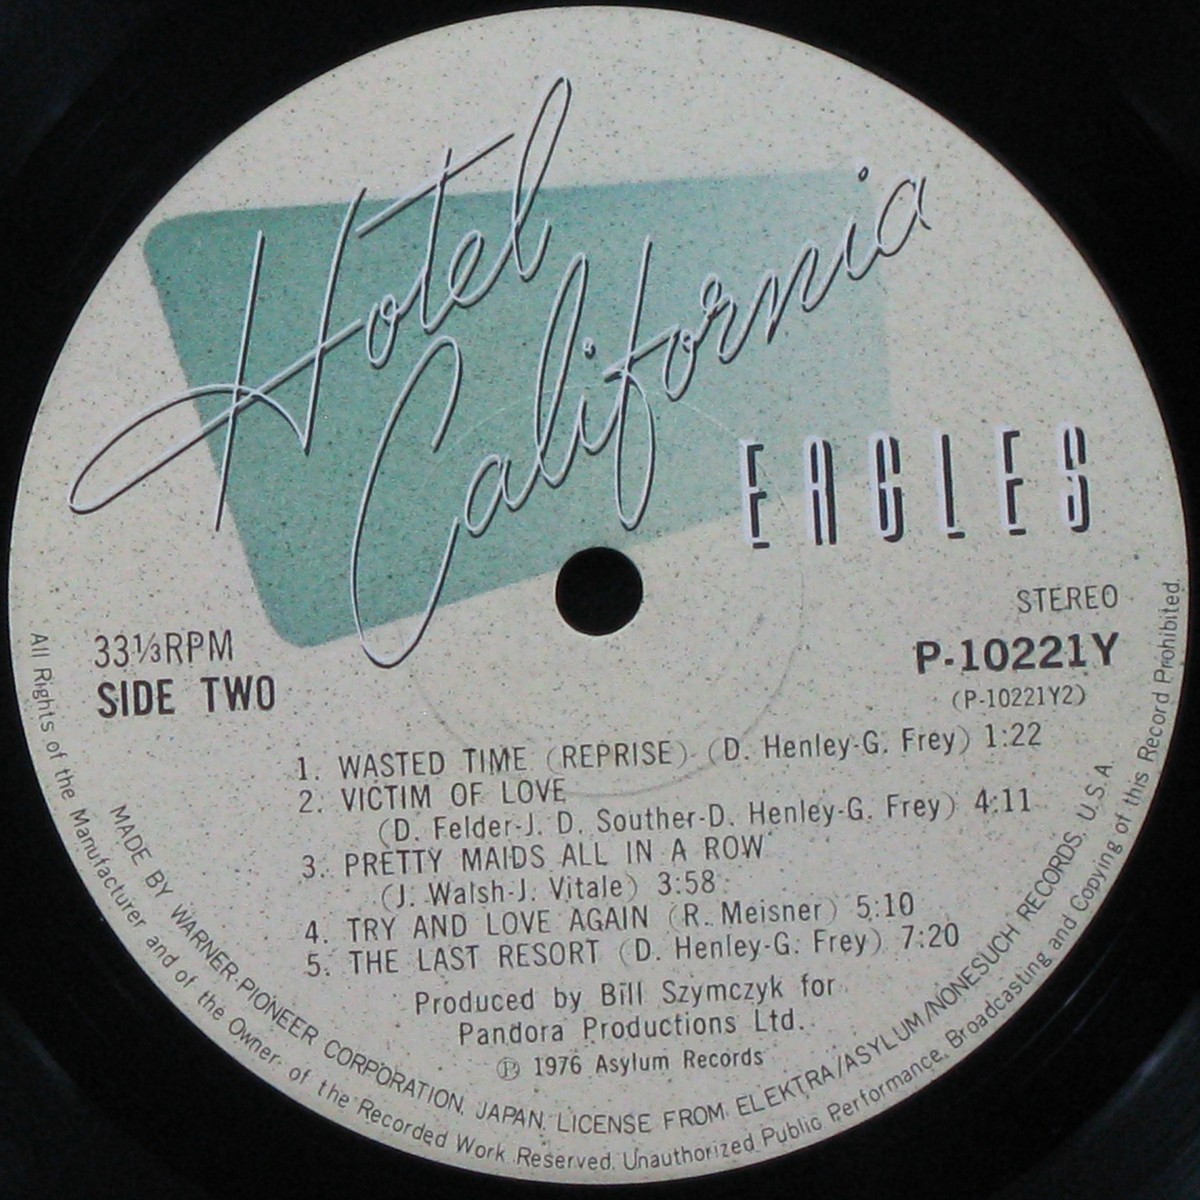 Hotel
California
EAGLES
STEREO
33⅓RPM
P-10221Y
SIDE TWO
(P-10221Y2)
1. WASTED TIME (REPRISE) (D. Henley-G. Frey) 1:22
2. VICTIM OF LOVE
(D. Felder-J. D. Souther-D. Henley-G. Frey) 4:11
3. PRETTY MAIDS ALL IN A ROW
(J. Walsh-J. Vitale) 3:58
4. TRY AND LOVE AGAIN (R. Meisner) 5:10
5. THE LAST RESORT (D. Henley-G. Frey) 7:20
Produced by Bill Szymczyk for
Pandora Productions Ltd.
Ⓟ 1976 Asylum Records
MADE BY WARNER-PIONEER CORPORATION, JAPAN. LICENSE FROM ELEKTRA/ASYLUM/NONESUCH RECORDS, U.S.A.
All Rights of the Manufacturer and of the Owner of the Recorded Work Reserved. Unauthorized Public Performance, Broadcasting and Copying of this Record Prohibited.